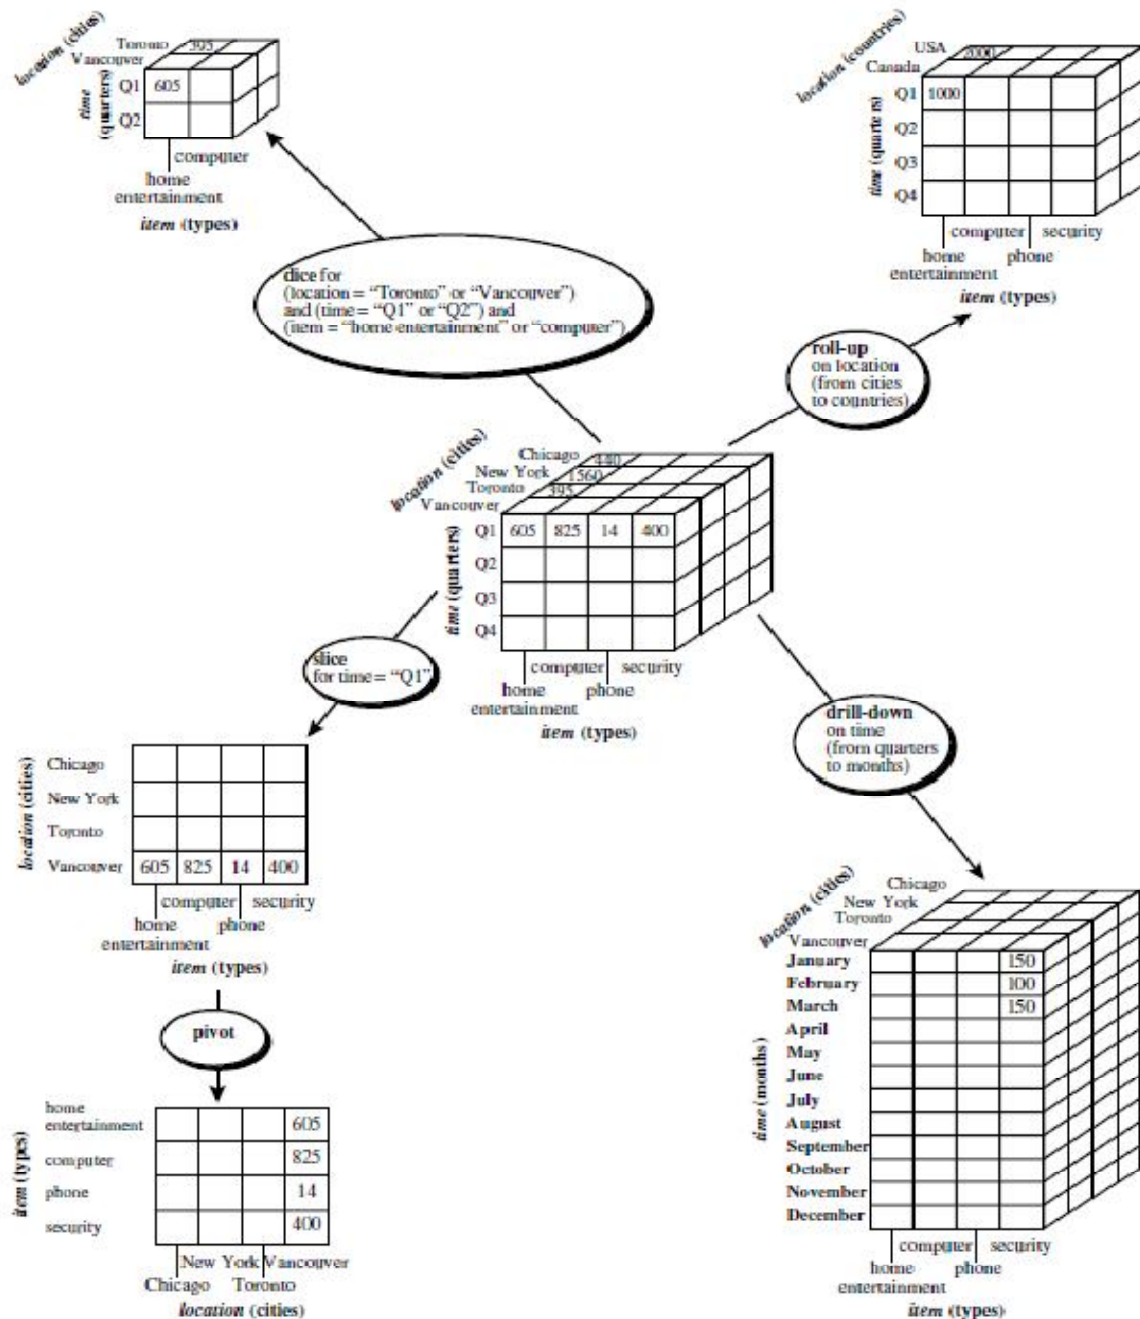 location (cities)
Toronto 395
Vancouver
time (quarters)
Q1 605
Q2
computer
home
entertainment
item (types)
location (countries)
USA 2000
Canada
time (quarters)
Q1 1000
Q2
Q3
Q4
computer security
home phone
entertainment
item (types)
dice for
(location = “Toronto” or “Vancouver”)
and (time = “Q1” or “Q2”) and
(item = “home entertainment” or “computer”)
roll-up
on location
(from cities
to countries)
location (cities)
Chicago 440
New York 1560
Toronto 395
Vancouver
time (quarters)
Q1 605 825 14 400
Q2
Q3
Q4
computer security
home phone
entertainment
item (types)
slice
for time = “Q1”
drill-down
on time
(from quarters
to months)
location (cities)
Chicago
New York
Toronto
Vancouver 605 825 14 400
computer security
home phone
entertainment
item (types)
pivot
item (types)
home
entertainment 605
computer 825
phone 14
security 400
New York Vancouver
Chicago Toronto
location (cities)
location (cities)
Chicago
New York
Toronto
Vancouver
time (months)
January 150
February 100
March 150
April
May
June
July
August
September
October
November
December
computer security
home phone
entertainment
item (types)